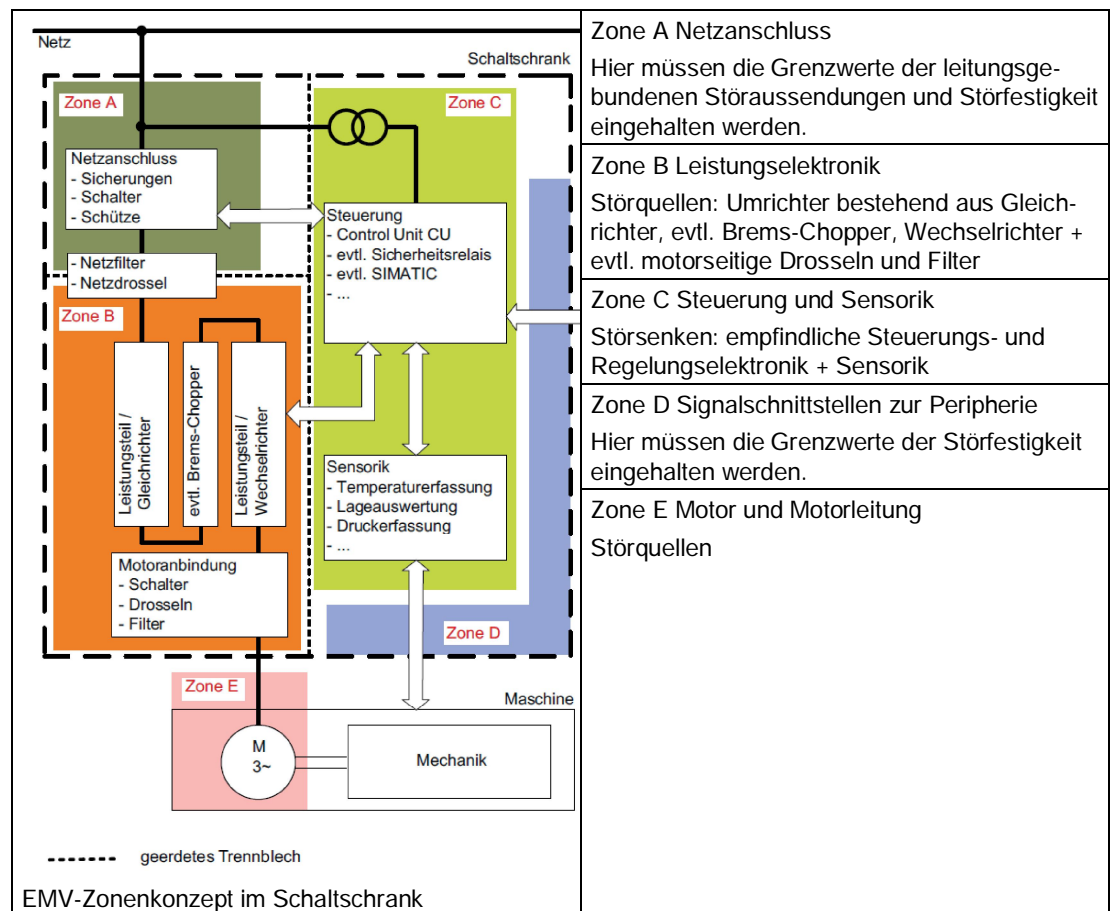 Netz
Schaltschrank
Zone A
Zone C
Netzanschluss
- Sicherungen
- Schalter
- Schütze
Steuerung
- Control Unit CU
- evtl. Sicherheitsrelais
- evtl. SIMATIC
- ...
- Netzfilter
- Netzdrossel
Zone B
Leistungsteil /
Gleichrichter
evtl. Brems-Chopper
Leistungsteil /
Wechselrichter
Sensorik
- Temperaturerfassung
- Lageauswertung
- Druckerfassung
- ...
Motoranbindung
- Schalter
- Drosseln
- Filter
Zone D
Zone E
Maschine
M
3~
Mechanik
geerdetes Trennblech
EMV-Zonenkonzept im Schaltschrank
Zone A Netzanschluss
Hier müssen die Grenzwerte der leitungsge-
bundenen Störaussendungen und Störfestigkeit
eingehalten werden.
Zone B Leistungselektronik
Störquellen: Umrichter bestehend aus Gleich-
richter, evtl. Brems-Chopper, Wechselrichter +
evtl. motorseitige Drosseln und Filter
Zone C Steuerung und Sensorik
Störsenken: empfindliche Steuerungs- und
Regelungselektronik + Sensorik
Zone D Signalschnittstellen zur Peripherie
Hier müssen die Grenzwerte der Störfestigkeit
eingehalten werden.
Zone E Motor und Motorleitung
Störquellen